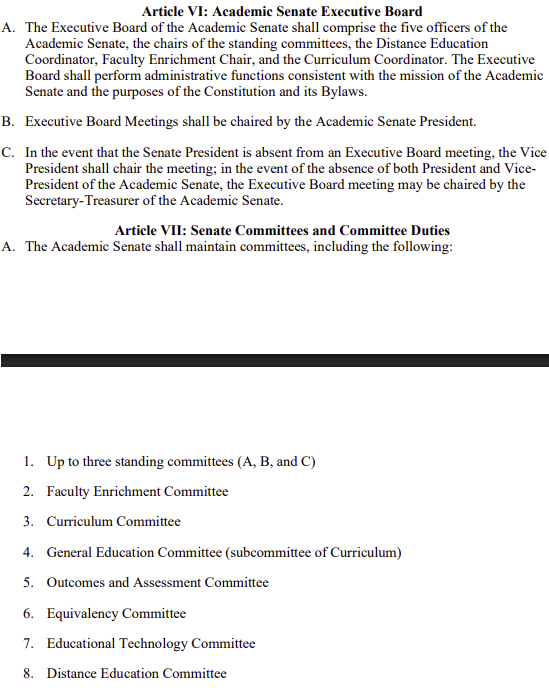 Article VI: Academic Senate Executive Board
A. The Executive Board of the Academic Senate shall comprise the five officers of the
Academic Senate, the chairs of the standing committees, the Distance Education
Coordinator, Faculty Enrichment Chair, and the Curriculum Coordinator. The Executive
Board shall perform administrative functions consistent with the mission of the Academic
Senate and the purposes of the Constitution and its Bylaws.
B. Executive Board Meetings shall be chaired by the Academic Senate President.
C. In the event that the Senate President is absent from an Executive Board meeting, the Vice
President shall chair the meeting; in the event of the absence of both President and Vice-
President of the Academic Senate, the Executive Board meeting may be chaired by the
Secretary-Treasurer of the Academic Senate.
Article VII: Senate Committees and Committee Duties
A. The Academic Senate shall maintain committees, including the following:
1. Up to three standing committees (A, B, and C)
2. Faculty Enrichment Committee
3. Curriculum Committee
4. General Education Committee (subcommittee of Curriculum)
5. Outcomes and Assessment Committee
6. Equivalency Committee
7. Educational Technology Committee
8. Distance Education Committee